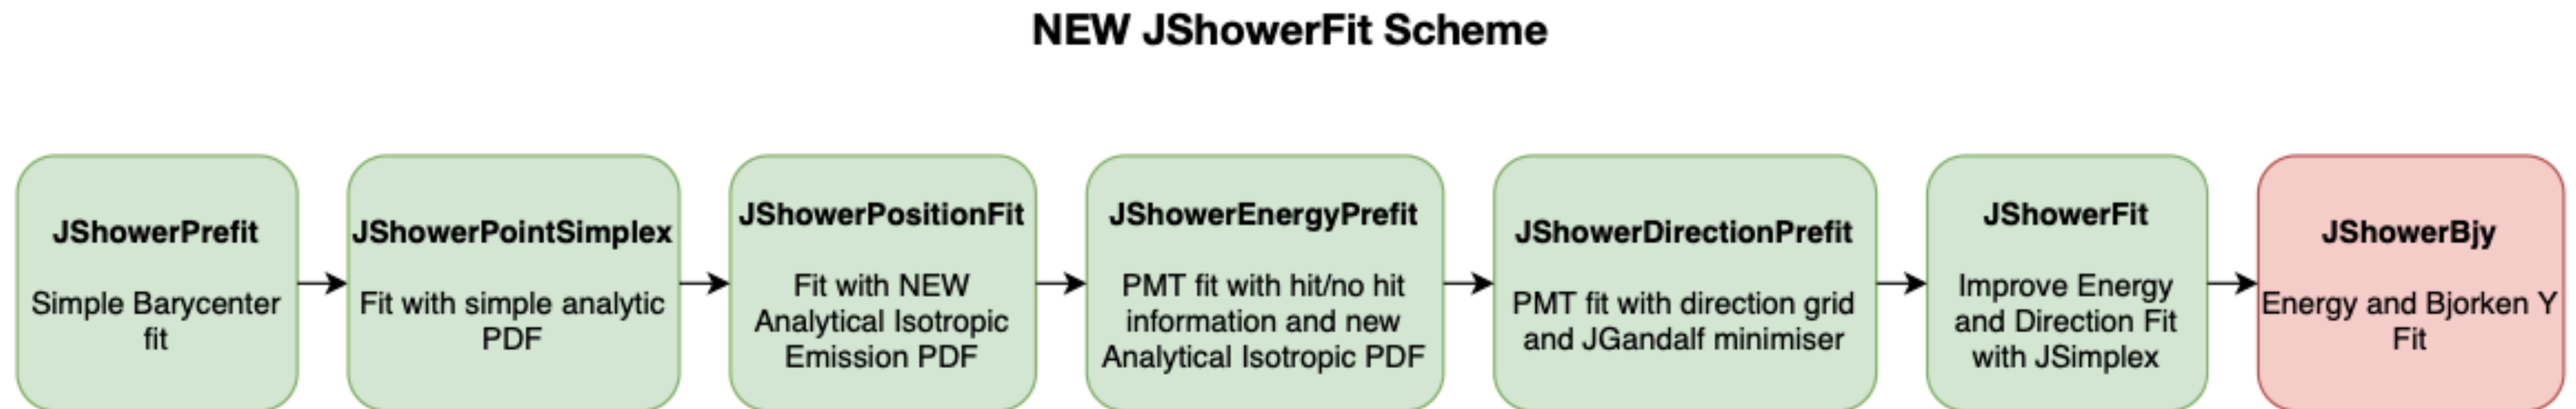 NEW JShowerFit Scheme
JShowerPrefit
Simple Barycenter
fit
JShowerPointSimplex
Fit with simple analytic
PDF
JShowerPositionFit
Fit with NEW
Analytical Isotropic
Emission PDF
JShowerEnergyPrefit
PMT fit with hit/no hit
information and new
Analytical Isotropic PDF
JShowerDirectionPrefit
PMT fit with direction grid
and JGandalf minimiser
JShowerFit
Improve Energy
and Direction Fit
with JSimplex
JShowerBjy
Energy and Bjorken Y
Fit